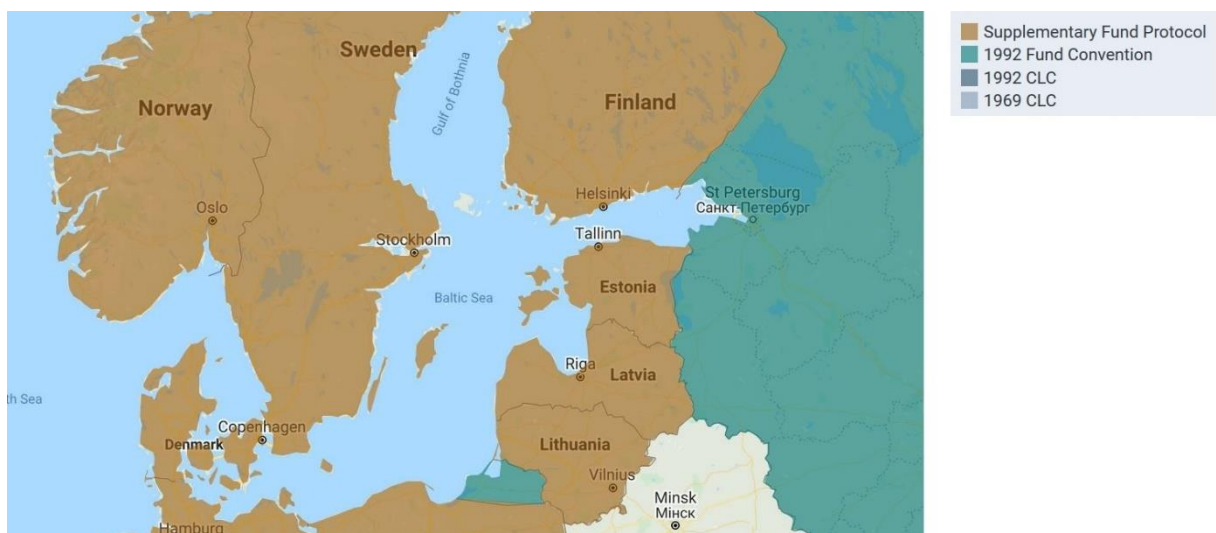 Sweden
Norway
Gulf of Bothnia
Finland
Oslo
Helsinki
St Petersburg
Санкт-Петербург
Stockholm
Tallinn
Baltic Sea
Estonia
th Sea
Riga
Latvia
Copenhagen
Denmark
Lithuania
Vilnius
Hamburg
Minsk
Мінск
Supplementary Fund Protocol
1992 Fund Convention
1992 CLC
1969 CLC